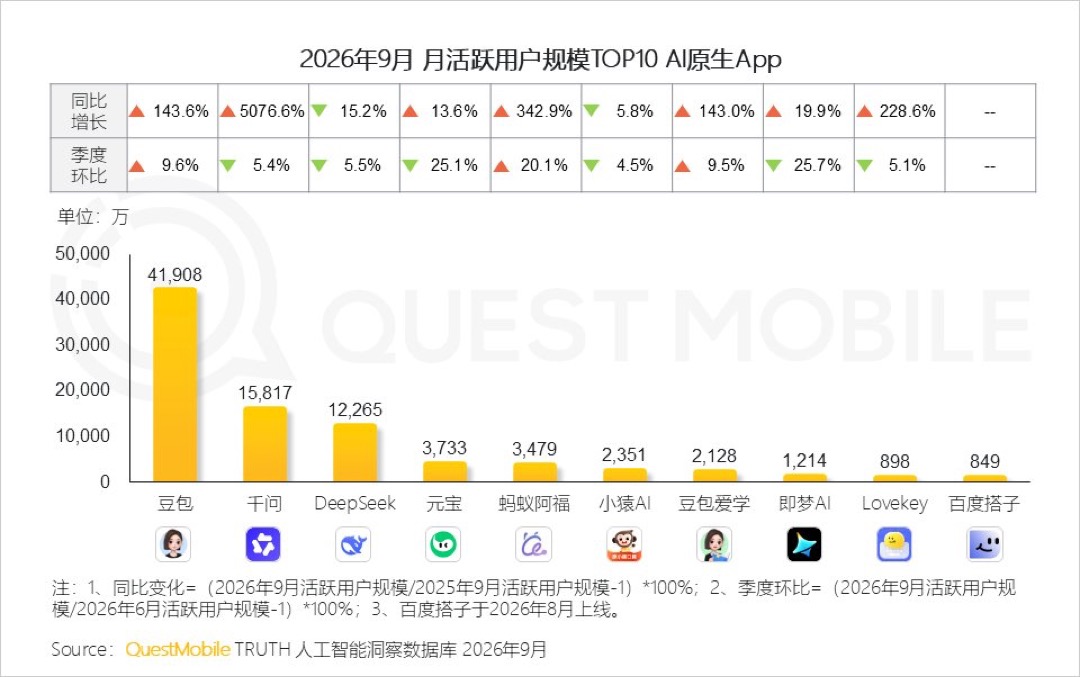 2026年9月 月活跃用户规模TOP10 AI原生App
同比增长 ▲ 143.6% ▲ 5076.6% ▼ 15.2% ▲ 13.6% ▲ 342.9% ▼ 5.8% ▲ 143.0% ▲ 19.9% ▲ 228.6% --
季度环比 ▲ 9.6% ▼ 5.4% ▼ 5.5% ▼ 25.1% ▲ 20.1% ▼ 4.5% ▲ 9.5% ▼ 25.7% ▼ 5.1% --
单位：万
50,000
40,000
30,000
20,000
10,000
0
41,908
15,817
12,265
3,733
3,479
2,351
2,128
1,214
898
849
QUEST MOBILE
豆包 千问 DeepSeek 元宝 蚂蚁阿福 小猿AI 豆包爱学 即梦AI Lovekey 百度搭子
注：1、同比变化=（2026年9月活跃用户规模/2025年9月活跃用户规模-1）*100%；2、季度环比=（2026年9月活跃用户规
模/2026年6月活跃用户规模-1）*100%；3、百度搭子于2026年8月上线。
Source：QuestMobile TRUTH 人工智能洞察数据库 2026年9月